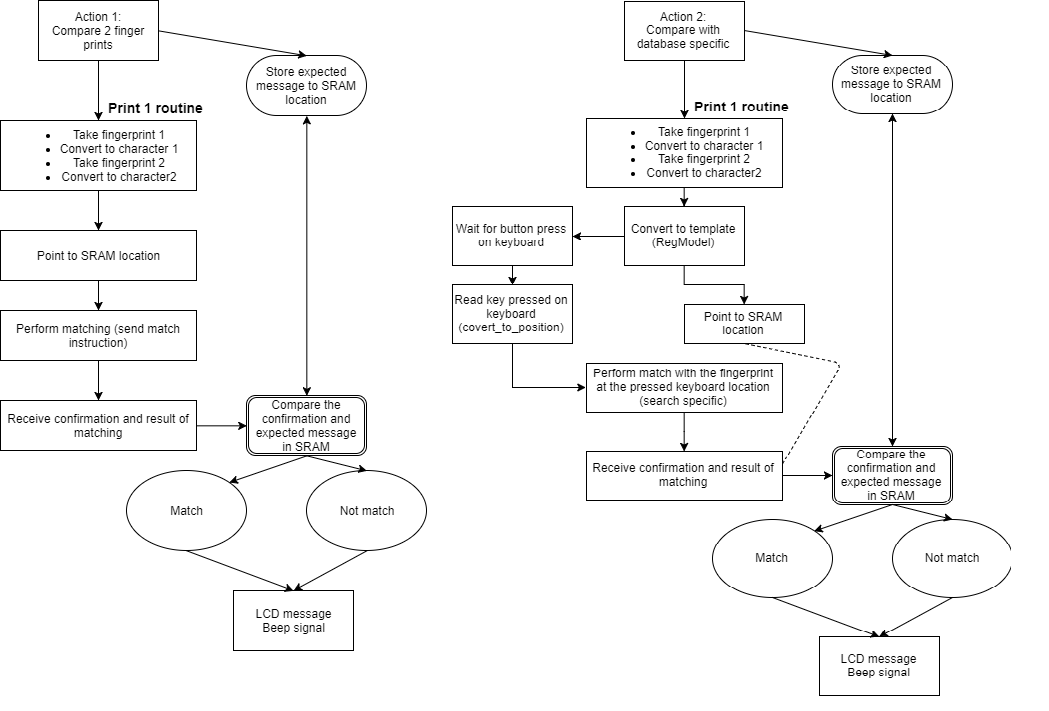 Action 1:
Compare 2 finger
prints
Store expected
message to SRAM
location
Print 1 routine
Take fingerprint 1
Convert to character 1
Take fingerprint 2
Convert to character2
Point to SRAM location
Perform matching (send match
instruction)
Receive confirmation and result of
matching
Compare the
confirmation and
expected message
in SRAM
Match
Not match
LCD message
Beep signal
Action 2:
Compare with
database specific
Store expected
message to SRAM
location
Print 1 routine
Take fingerprint 1
Convert to character 1
Take fingerprint 2
Convert to character2
Convert to template
(RegModel)
Wait for button press
on keyboard
Read key pressed on
keyboard
(covert_to_position)
Point to SRAM
location
Perform match with the fingerprint
at the pressed keyboard location
(search specific)
Receive confirmation and result of
matching
Compare the
confirmation and
expected message
in SRAM
Match
Not match
LCD message
Beep signal